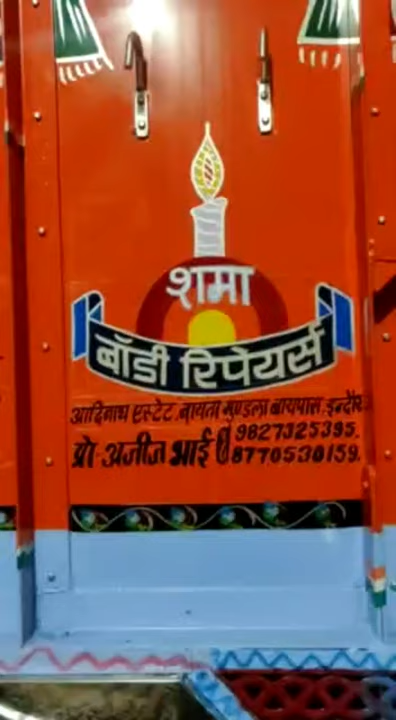 शमा
बॉडी रिपेयर्स
आदिनाथ एस्टेट, नायता मुण्डला बायपास, इन्दौर
9827325395,
प्रो. अजीज भाई 8770530159,